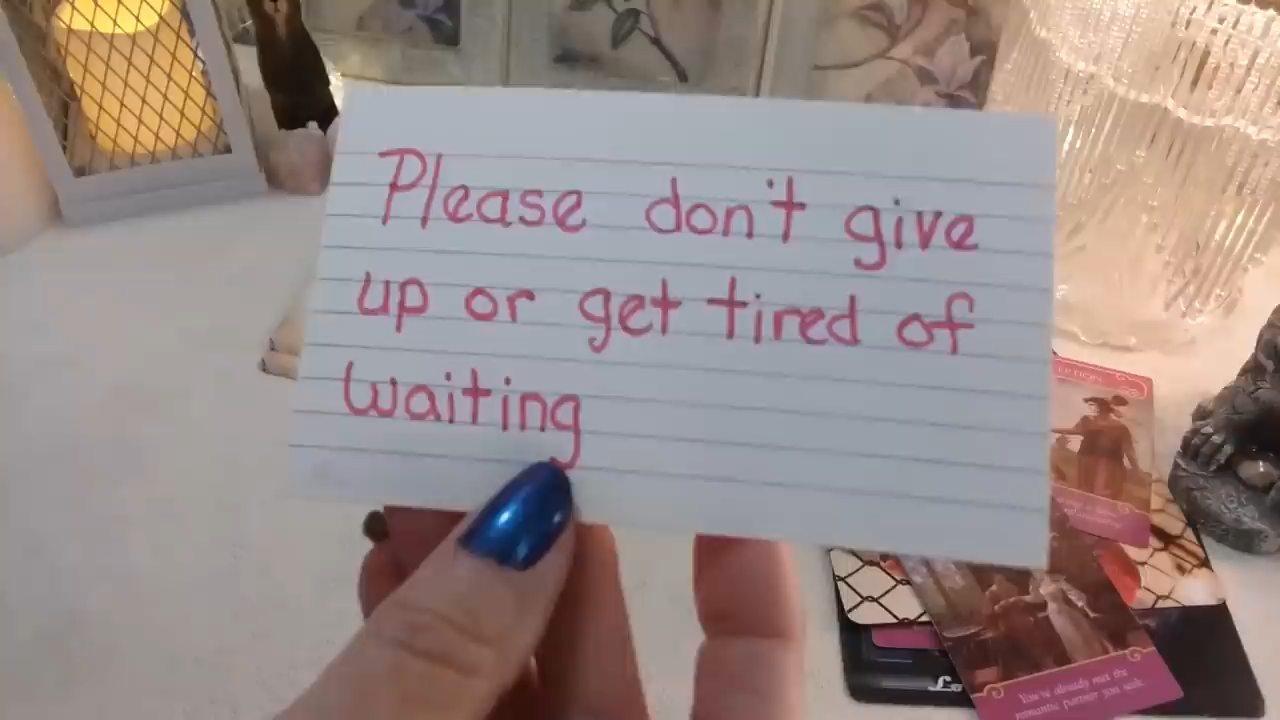 Please don't give
up or get tired of
waiting
You've already met the
romantic partner you seek.